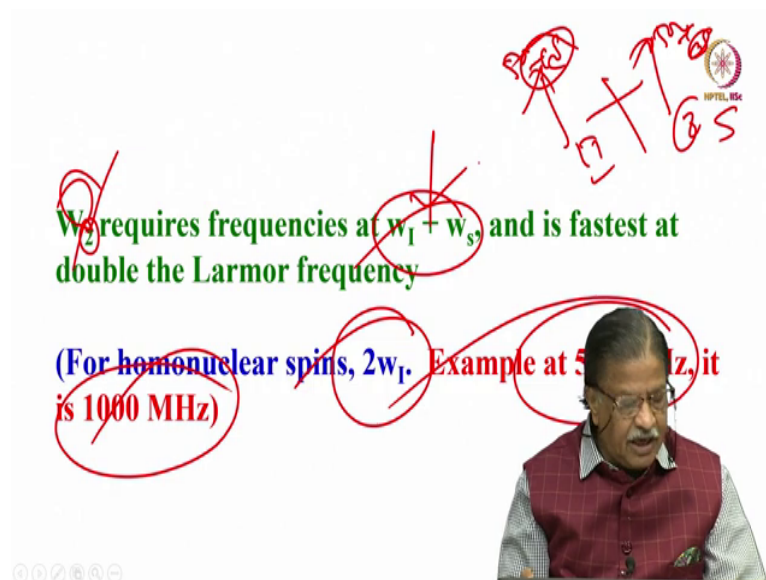 NPTEL, IISc
I S
W₂ requires frequencies at wI + ws, and is fastest at
double the Larmor frequency
(For homonuclear spins, 2wI. Example at 5 Hz, it
is 1000 MHz)